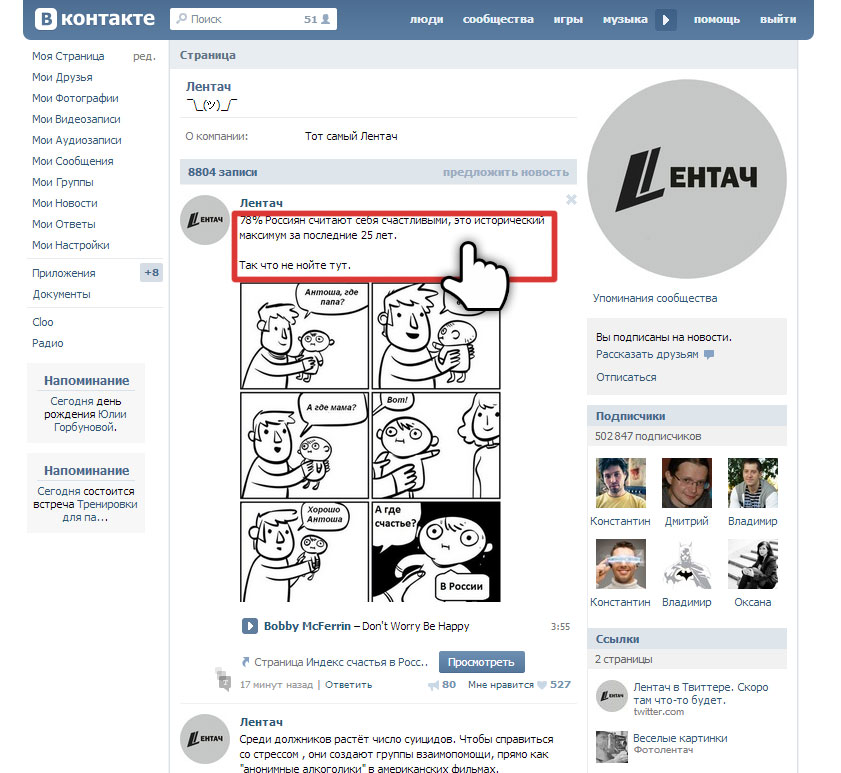 В контакте
Поиск
51
люди
сообщества
игры
музыка
помощь
выйти
Моя Страница
ред.
Мои Друзья
Мои Фотографии
Мои Видеозаписи
Мои Аудиозаписи
Мои Сообщения
Мои Группы
Мои Новости
Мои Ответы
Мои Настройки
Приложения
+8
Документы
Cloo
Радио
Напоминание
Сегодня день
рождения Юлии
Горбуновой.
Напоминание
Сегодня состоится
встреча Тренировки
для па...
Страница
Лентач
¯\_(ツ)_/¯
О компании:
Тот самый Лентач
8804 записи
предложить новость
ЕНТАЧ
Лентач
78% Россиян считают себя счастливыми, это исторический
максимум за последние 25 лет.
Так что не нойте тут.
Антоша, где
папа?
А где мама?
Вот!
Хорошо
Антоша
А где
счастье?
В России
Bobby McFerrin – Don't Worry Be Happy
3:55
Страница Индекс счастья в Росс..
Просмотреть
17 минут назад | Ответить
80
Мне нравится
527
ЕНТАЧ
Лентач
Среди должников растёт число суицидов. Чтобы справиться
со стрессом , они создают группы взаимопомощи, прямо как
"анонимные алкоголики" в американских фильмах.
ЕНТАЧ
Упоминания сообщества
Вы подписаны на новости.
Рассказать друзьям
Отписаться
Подписчики
502 847 подписчиков
Константин
Дмитрий
Владимир
Константин
Владимир
Оксана
Ссылки
2 страницы
ЕНТАЧ
Лентач в Твиттере. Скоро
там что-то будет.
twitter.com
Веселые картинки
Фотолентач